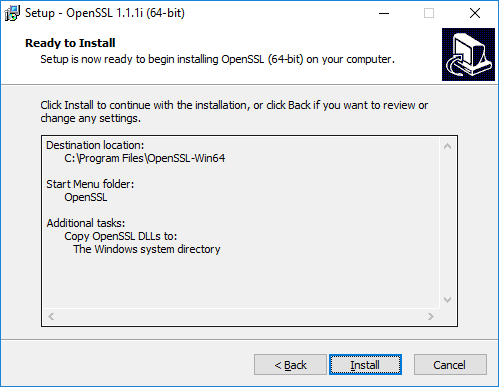 Setup - OpenSSL 1.1.1i (64-bit)
Ready to Install
Setup is now ready to begin installing OpenSSL (64-bit) on your computer.
Click Install to continue with the installation, or click Back if you want to review or
change any settings.
Destination location:
C:\Program Files\OpenSSL-Win64
Start Menu folder:
OpenSSL
Additional tasks:
Copy OpenSSL DLLs to:
The Windows system directory
< Back
Install
Cancel